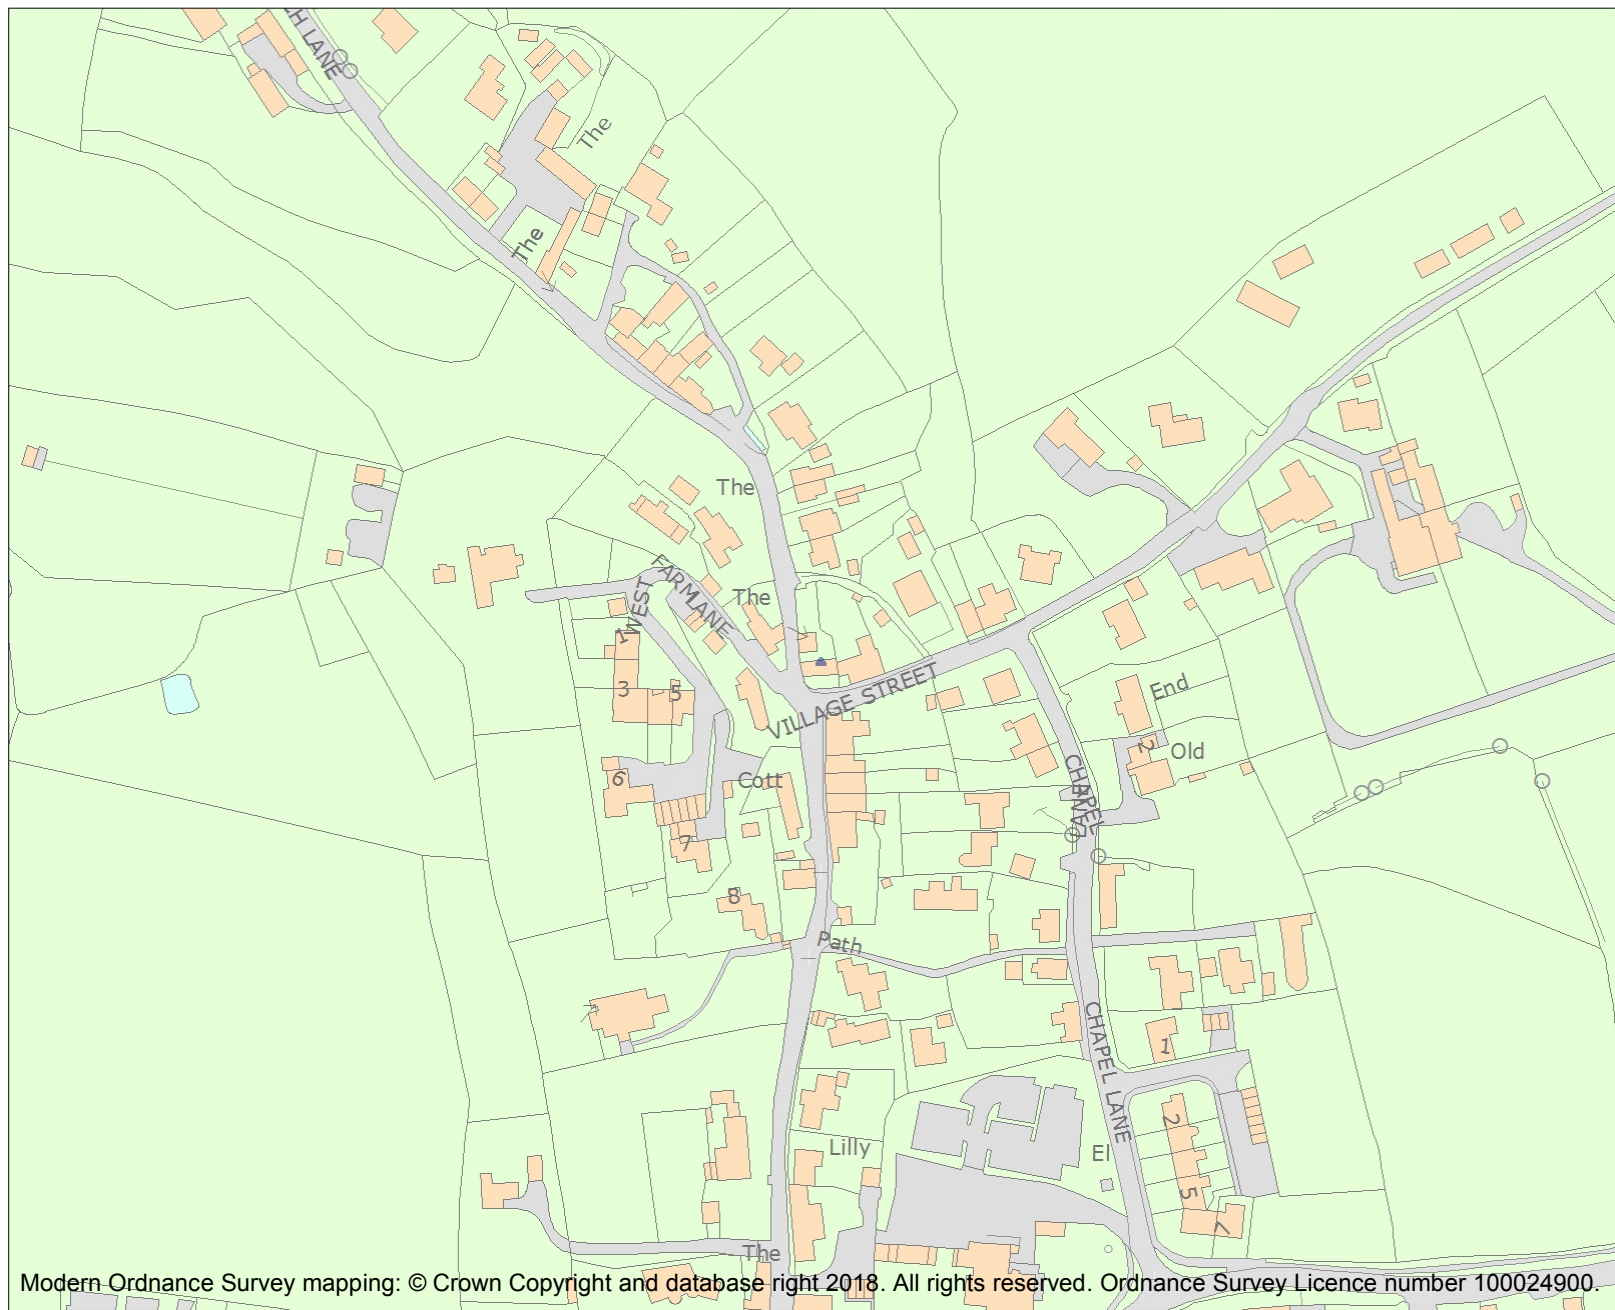 CH LANE
The
The
The
FARM LANE
WEST
The
1
3
5
VILLAGE STREET
End
2
Old
6
Cott
CHAPEL
7
8
Path
1
CHAPEL LANE
2
Lilly
El
5
7
The
Modern Ordnance Survey mapping: © Crown Copyright and database right 2018. All rights reserved. Ordnance Survey Licence number 100024900.